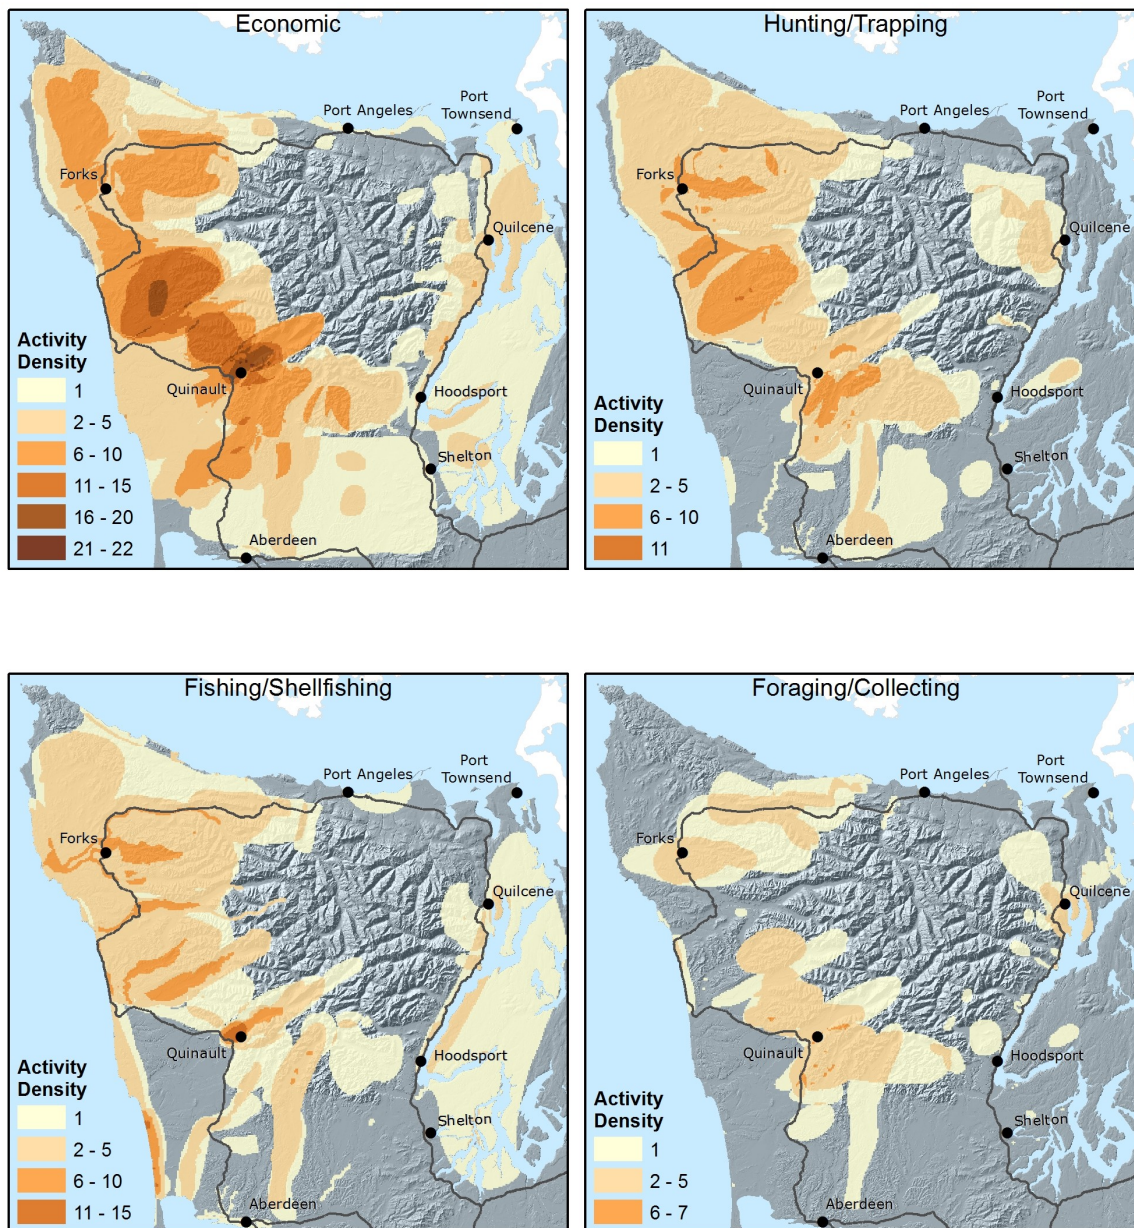 Economic
Port Angeles
Port
Townsend
Forks
Quilcene
Quinault
Hoodsport
Shelton
Aberdeen
Activity
Density
1
2 - 5
6 - 10
11 - 15
16 - 20
21 - 22
Hunting/Trapping
Port Angeles
Port
Townsend
Forks
Quilcene
Quinault
Hoodsport
Shelton
Aberdeen
Activity
Density
1
2 - 5
6 - 10
11
Fishing/Shellfishing
Port Angeles
Port
Townsend
Forks
Quilcene
Quinault
Hoodsport
Shelton
Aberdeen
Activity
Density
1
2 - 5
6 - 10
11 - 15
Foraging/Collecting
Port Angeles
Port
Townsend
Forks
Quilcene
Quinault
Hoodsport
Shelton
Aberdeen
Activity
Density
1
2 - 5
6 - 7